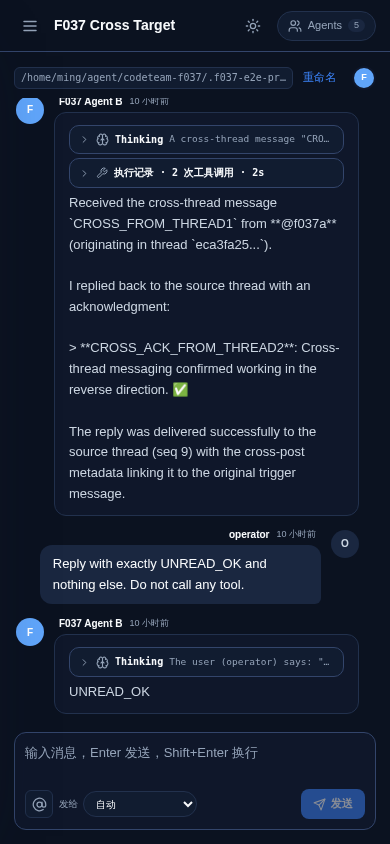 F037 Cross Target
Agents 5
/home/ming/agent/codeteam-f037/.f037-e2e-pr… 重命名 F
F F037 Agent B 10 小时前
Thinking A cross-thread message "CRO…
执行记录 · 2 次工具调用 · 2s
Received the cross-thread message
`CROSS_FROM_THREAD1` from **@f037a**
(originating in thread `eca3fa25...`).
I replied back to the source thread with an
acknowledgment:
> **CROSS_ACK_FROM_THREAD2**: Cross-
thread messaging confirmed working in the
reverse direction. ✅
The reply was delivered successfully to the
source thread (seq 9) with the cross-post
metadata linking it to the original trigger
message.
operator 10 小时前 O
Reply with exactly UNREAD_OK and
nothing else. Do not call any tool.
F F037 Agent B 10 小时前
Thinking The user (operator) says: "…
UNREAD_OK
输入消息，Enter 发送，Shift+Enter 换行
发给 自动 发送